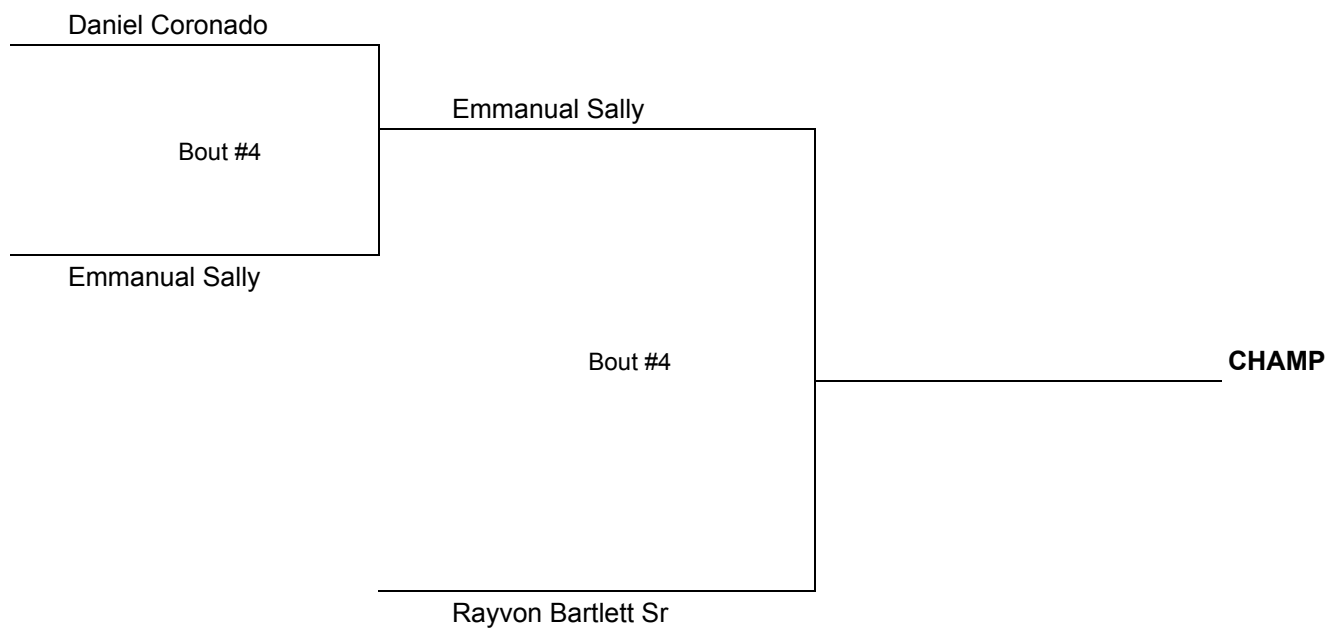 Daniel Coronado
Emmanual Sally
Bout #4
Emmanual Sally
Bout #4
CHAMP
Rayvon Bartlett Sr